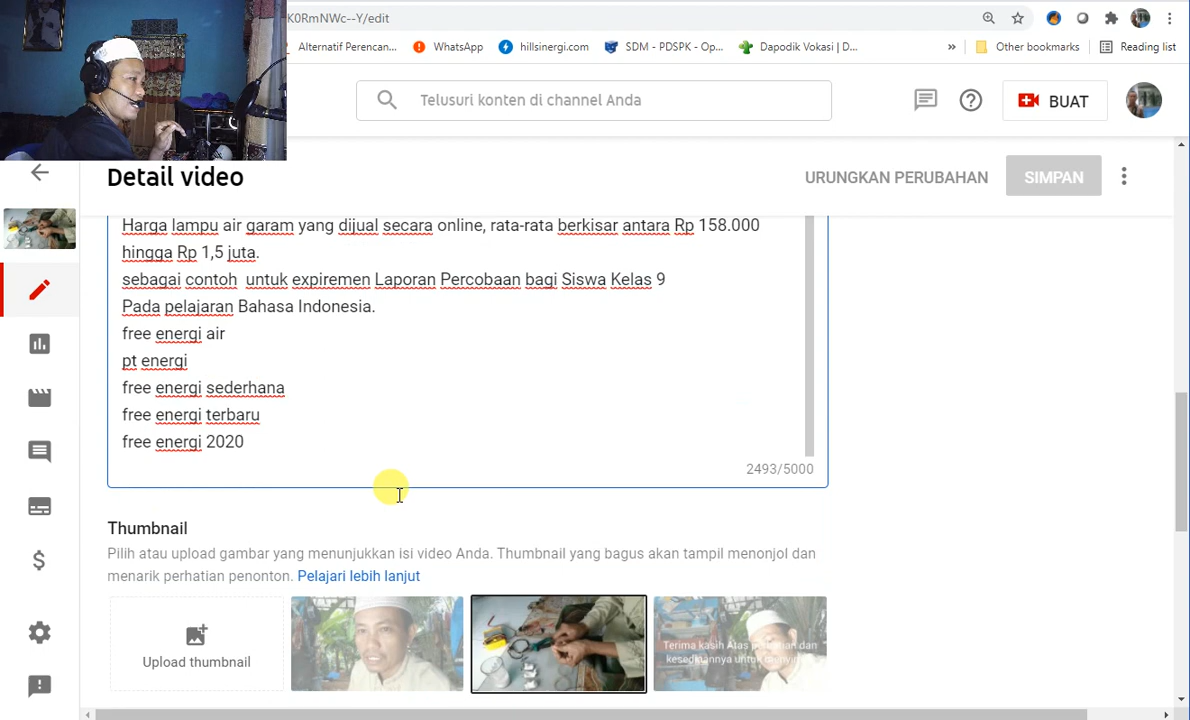 K0RmNWc--Y/edit
Alternatif Perencan...
WhatsApp
hillsinergi.com
SDM - PDSPK - Op...
Dapodik Vokasi | D...
»
Other bookmarks
Reading list
Telusuri konten di channel Anda
BUAT
Detail video
URUNGKAN PERUBAHAN
SIMPAN
Harga lampu air garam yang dijual secara online, rata-rata berkisar antara Rp 158.000
hingga Rp 1,5 juta.
sebagai contoh  untuk expiremen Laporan Percobaan bagi Siswa Kelas 9
Pada pelajaran Bahasa Indonesia.
free energi air
pt energi
free energi sederhana
free energi terbaru
free energi 2020
2493/5000
Thumbnail
Pilih atau upload gambar yang menunjukkan isi video Anda. Thumbnail yang bagus akan tampil menonjol dan
menarik perhatian penonton. Pelajari lebih lanjut
Upload thumbnail
Terima kasih Atas
kesediannya untuk